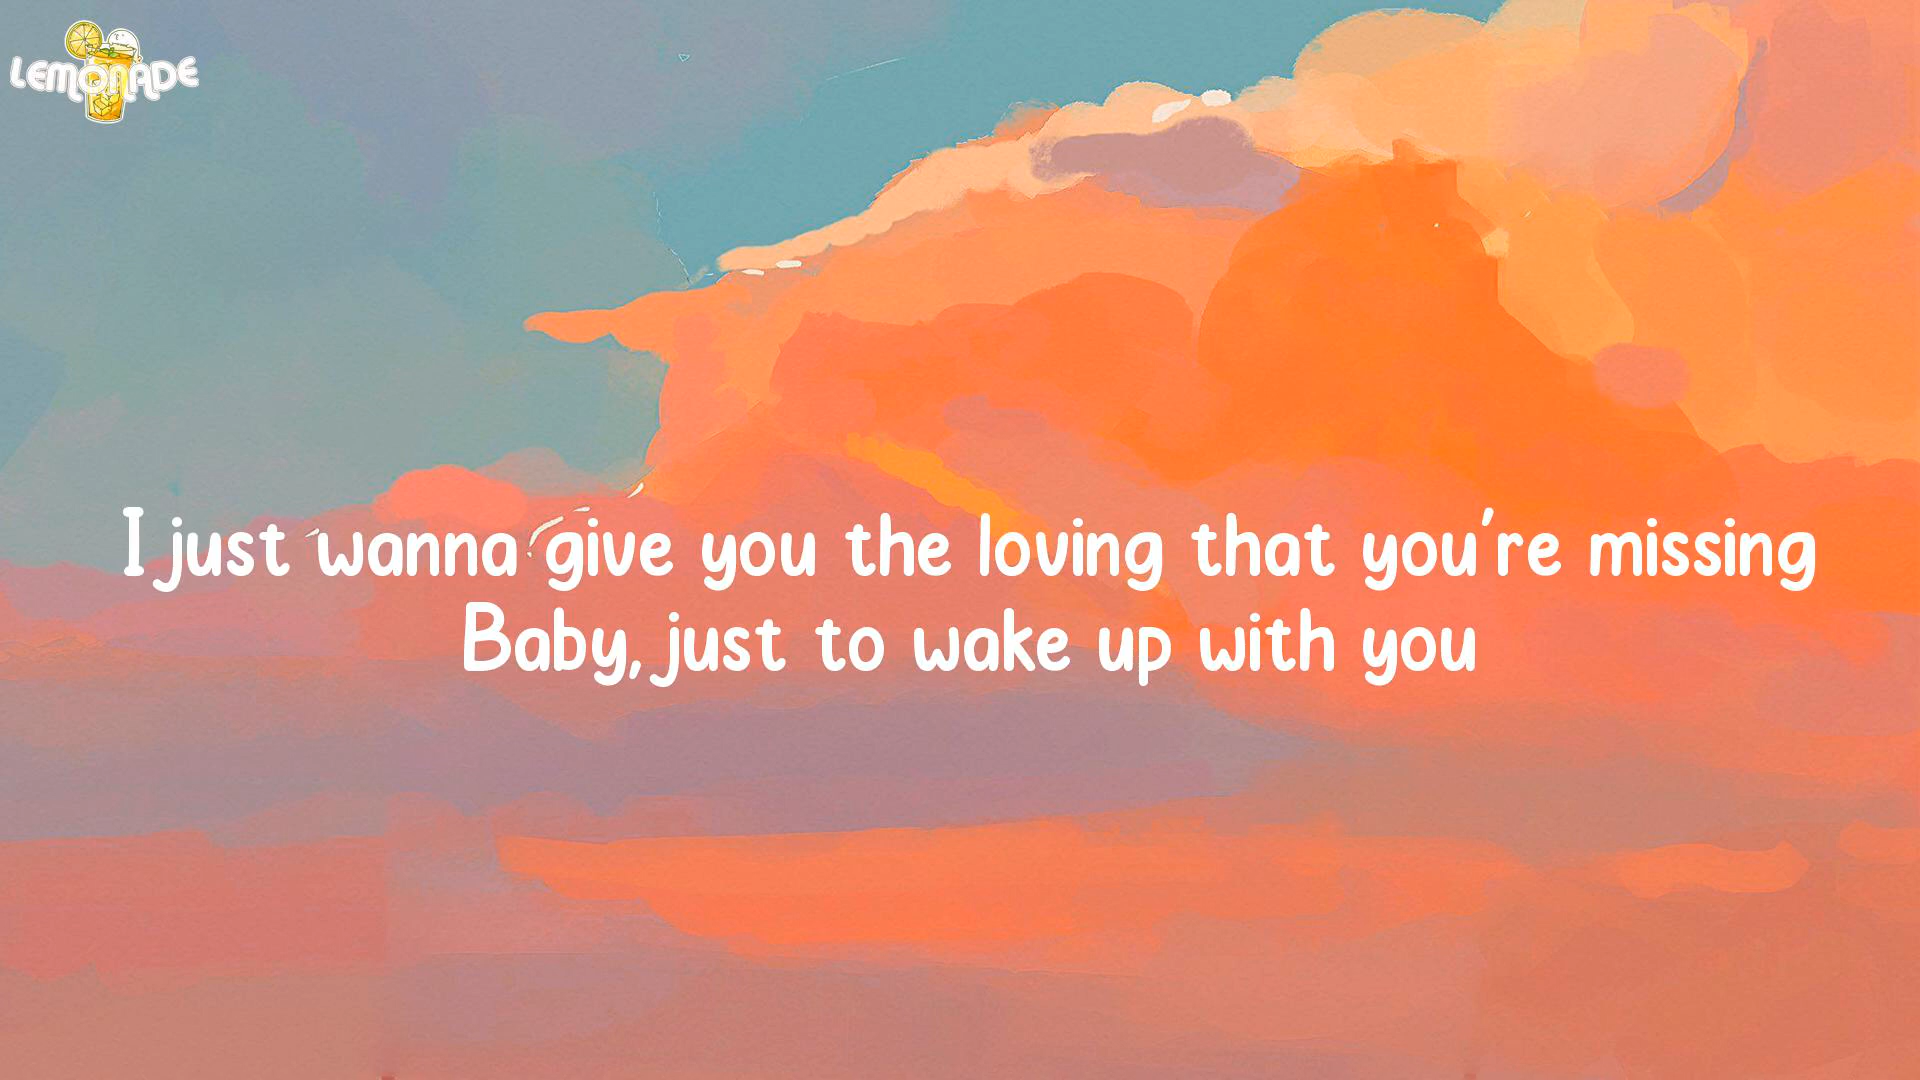 LEMONADE
I just wanna give you the loving that you're missing
Baby, just to wake up with you